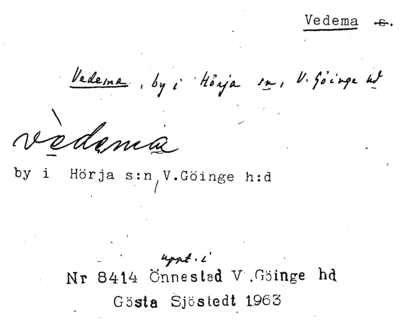 Vedema s.
Vedema, by i Hörja sn, V. Göinge hd
vèdema
by i Hörja s:n, V.Göinge h:d
uppt. i
Nr 8414 Önnestad V.Göinge hd
Gösta Sjöstedt 1963